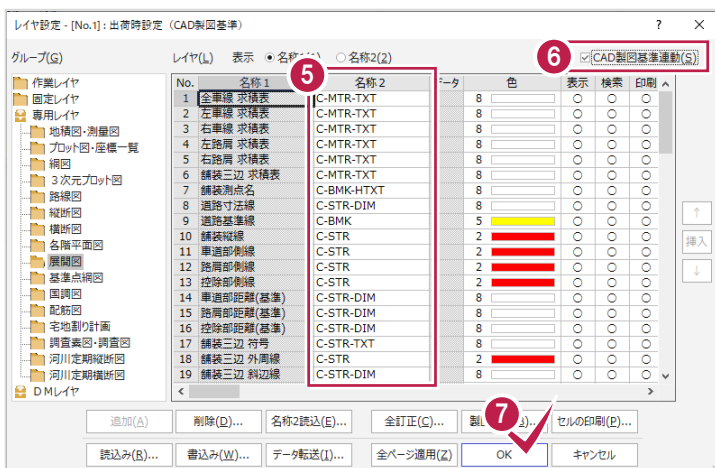 レイヤ設定 - [No.1] : 出荷時設定 （CAD製図基準） ? ×
グループ(G) レイヤ(L) 表示 名称1(1) 名称2(2) 6 CAD製図基準連動(S)
作業レイヤ
固定レイヤ
専用レイヤ
地積図・測量図
プロット図・座標一覧
網図
３次元プロット図
路線図
縦断図
横断図
各階平面図
展開図
基準点網図
国調図
配筋図
宅地割り計画
調査素図・調査図
河川定期縦断図
河川定期横断図
ＤＭレイヤ
5
No. 名称 1 名称 2 ータ 色 表示 検索 印刷
1 全車線 求積表 C-MTR-TXT 8 ○ ○ ○
2 左車線 求積表 C-MTR-TXT 8 ○ ○ ○
3 右車線 求積表 C-MTR-TXT 8 ○ ○ ○
4 左路肩 求積表 C-MTR-TXT 8 ○ ○ ○
5 右路肩 求積表 C-MTR-TXT 8 ○ ○ ○
6 舗装三辺 求積表 C-MTR-TXT 8 ○ ○ ○
7 舗装測点名 C-BMK-HTXT 8 ○ ○ ○
8 道路寸法線 C-STR-DIM 8 ○ ○ ○
9 道路基準線 C-BMK 5 ○ ○ ○
10 舗装縦線 C-STR 2 ○ ○ ○
11 車道部側線 C-STR 2 ○ ○ ○
12 路肩部側線 C-STR 2 ○ ○ ○
13 控除部側線 C-STR 2 ○ ○ ○
14 車道部距離(基準) C-STR-DIM 8 ○ ○ ○
15 路肩部距離(基準) C-STR-DIM 8 ○ ○ ○
16 控除部距離(基準) C-STR-DIM 8 ○ ○ ○
17 舗装三辺 符号 C-STR-TXT 8 ○ ○ ○
18 舗装三辺 外周線 C-STR 2 ○ ○ ○
19 舗装三辺 斜辺線 C-STR-DIM 8 ○ ○ ○
↑
挿入
↓
追加(A) 削除(D)... 名称2読込(E)... 全訂正(C)... 製 7 セルの印刷(P)...
読込み(R)... 書込み(W)... データ転送(I)... 全ページ適用(Z) OK キャンセル